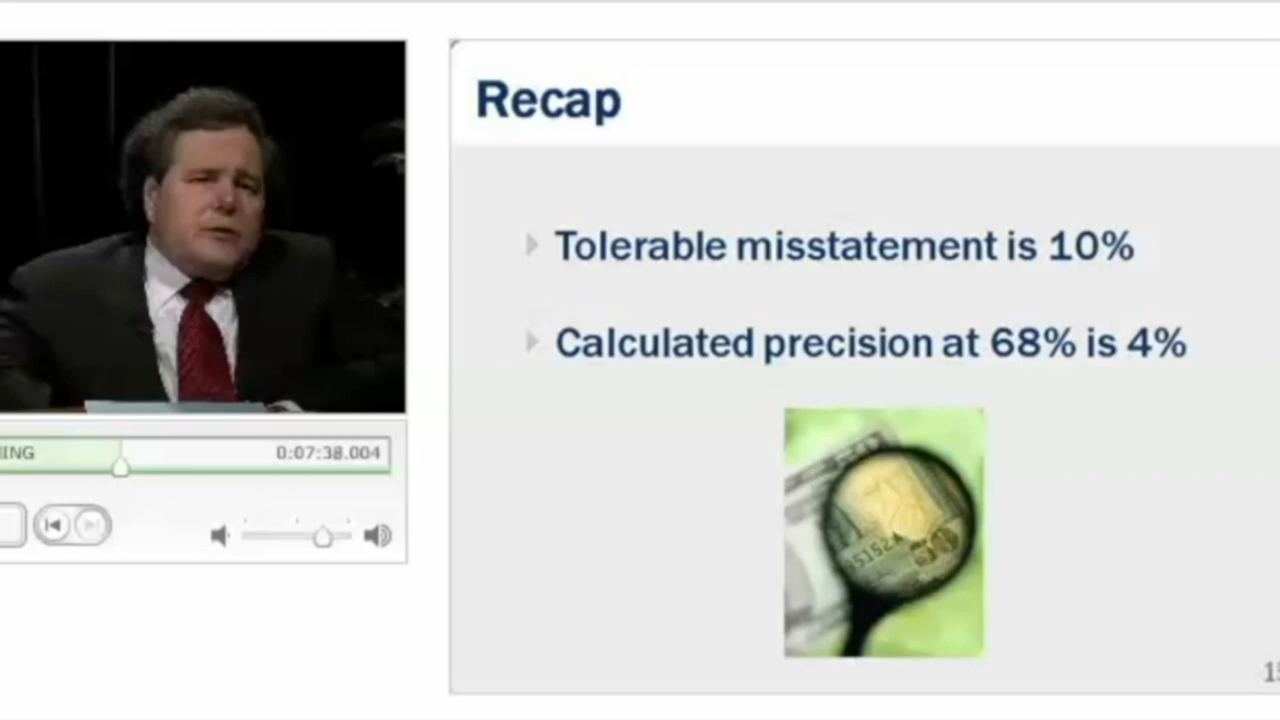 Recap
Tolerable misstatement is 10%
Calculated precision at 68% is 4%
0:07:38.004